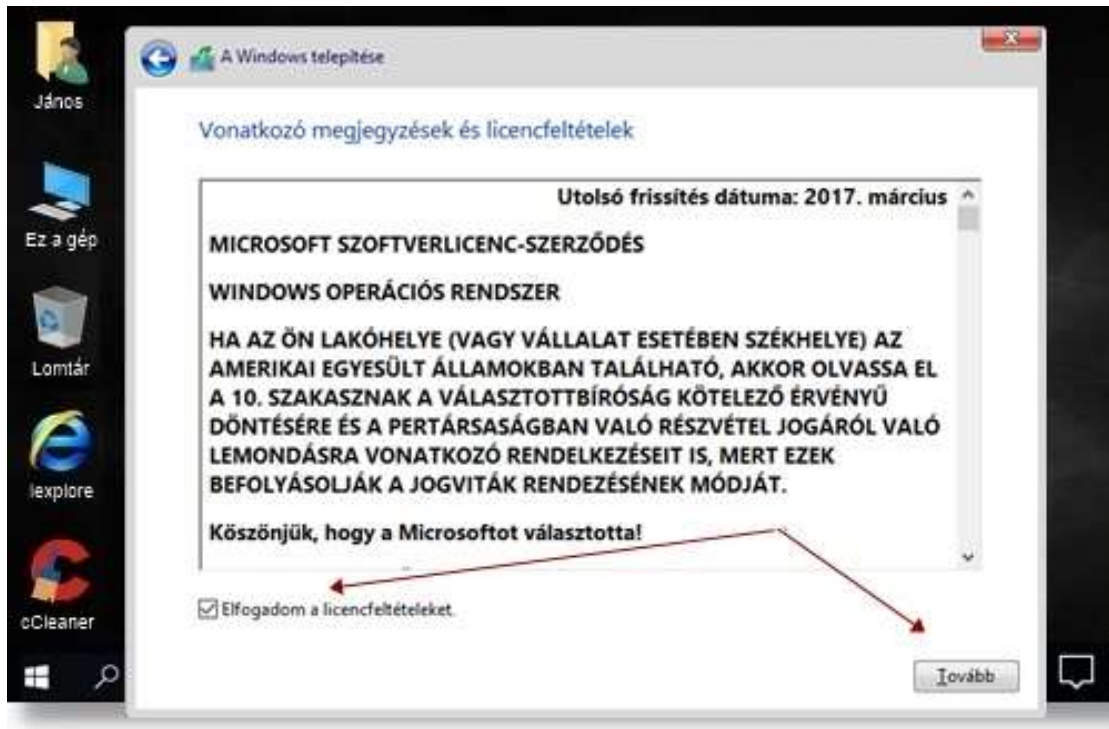 János
Ez a gép
Lomtár
Iexplore
cCleaner
A Windows telepítése
Vonatkozó megjegyzések és licencfeltételek
Utolsó frissítés dátuma: 2017. március
MICROSOFT SZOFTVERLICENC-SZERZŐDÉS
WINDOWS OPERÁCIÓS RENDSZER
HA AZ ÖN LAKÓHELYE (VAGY VÁLLALAT ESETÉBEN SZÉKHELYE) AZ
AMERIKAI EGYESÜLT ÁLLAMOKBAN TALÁLHATÓ, AKKOR OLVASSA EL
A 10. SZAKASZNAK A VÁLASZTOTTBÍRÓSÁG KÖTELEZŐ ÉRVÉNYŰ
DÖNTÉSÉRE ÉS A PERTÁRSASÁGBAN VALÓ RÉSZVÉTEL JOGÁRÓL VALÓ
LEMONDÁSRA VONATKOZÓ RENDELKEZÉSEIT IS, MERT EZEK
BEFOLYÁSOLJÁK A JOGVITÁK RENDEZÉSÉNEK MÓDJÁT.
Köszönjük, hogy a Microsoftot választotta!
Elfogadom a licencfeltételeket.
Tovább